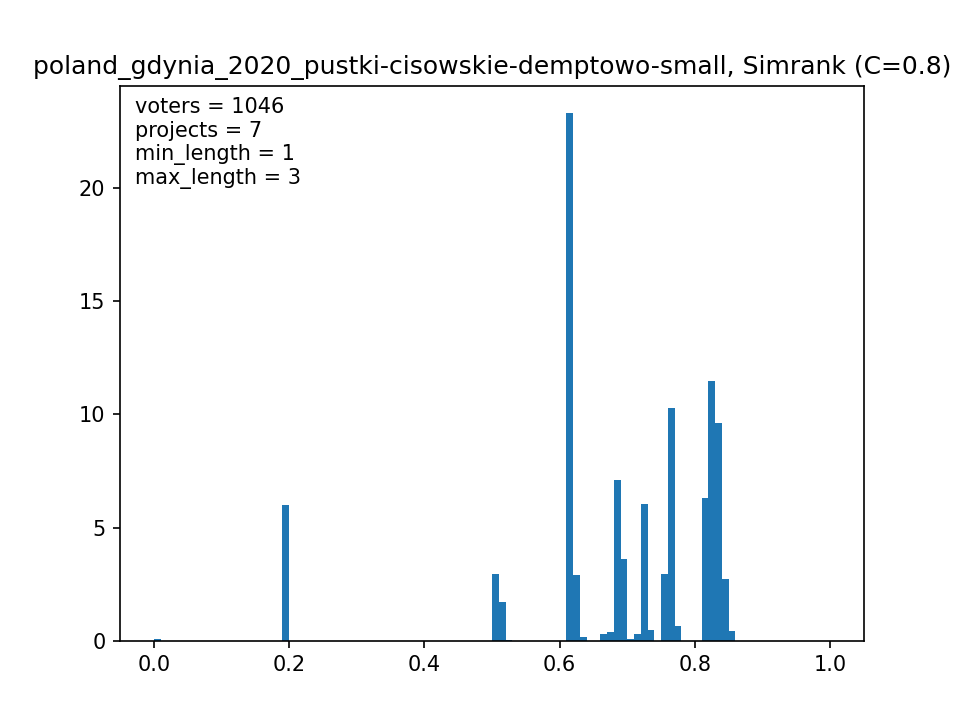 poland_gdynia_2020_pustki-cisowskie-demptowo-small, Simrank (C=0.8)
voters = 1046
projects = 7
min_length = 1
max_length = 3
20
15
10
5
0
0.0 0.2 0.4 0.6 0.8 1.0